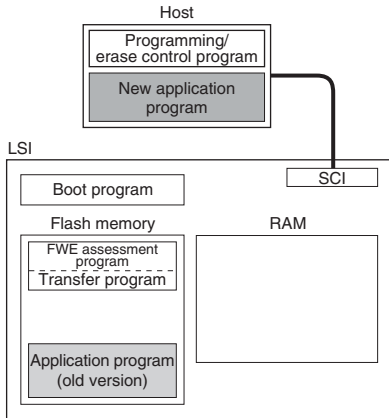 Host
Programming/
erase control program
New application
program
LSI
SCI
Boot program
Flash memory
RAM
FWE assessment
program
Transfer program
Application program
(old version)